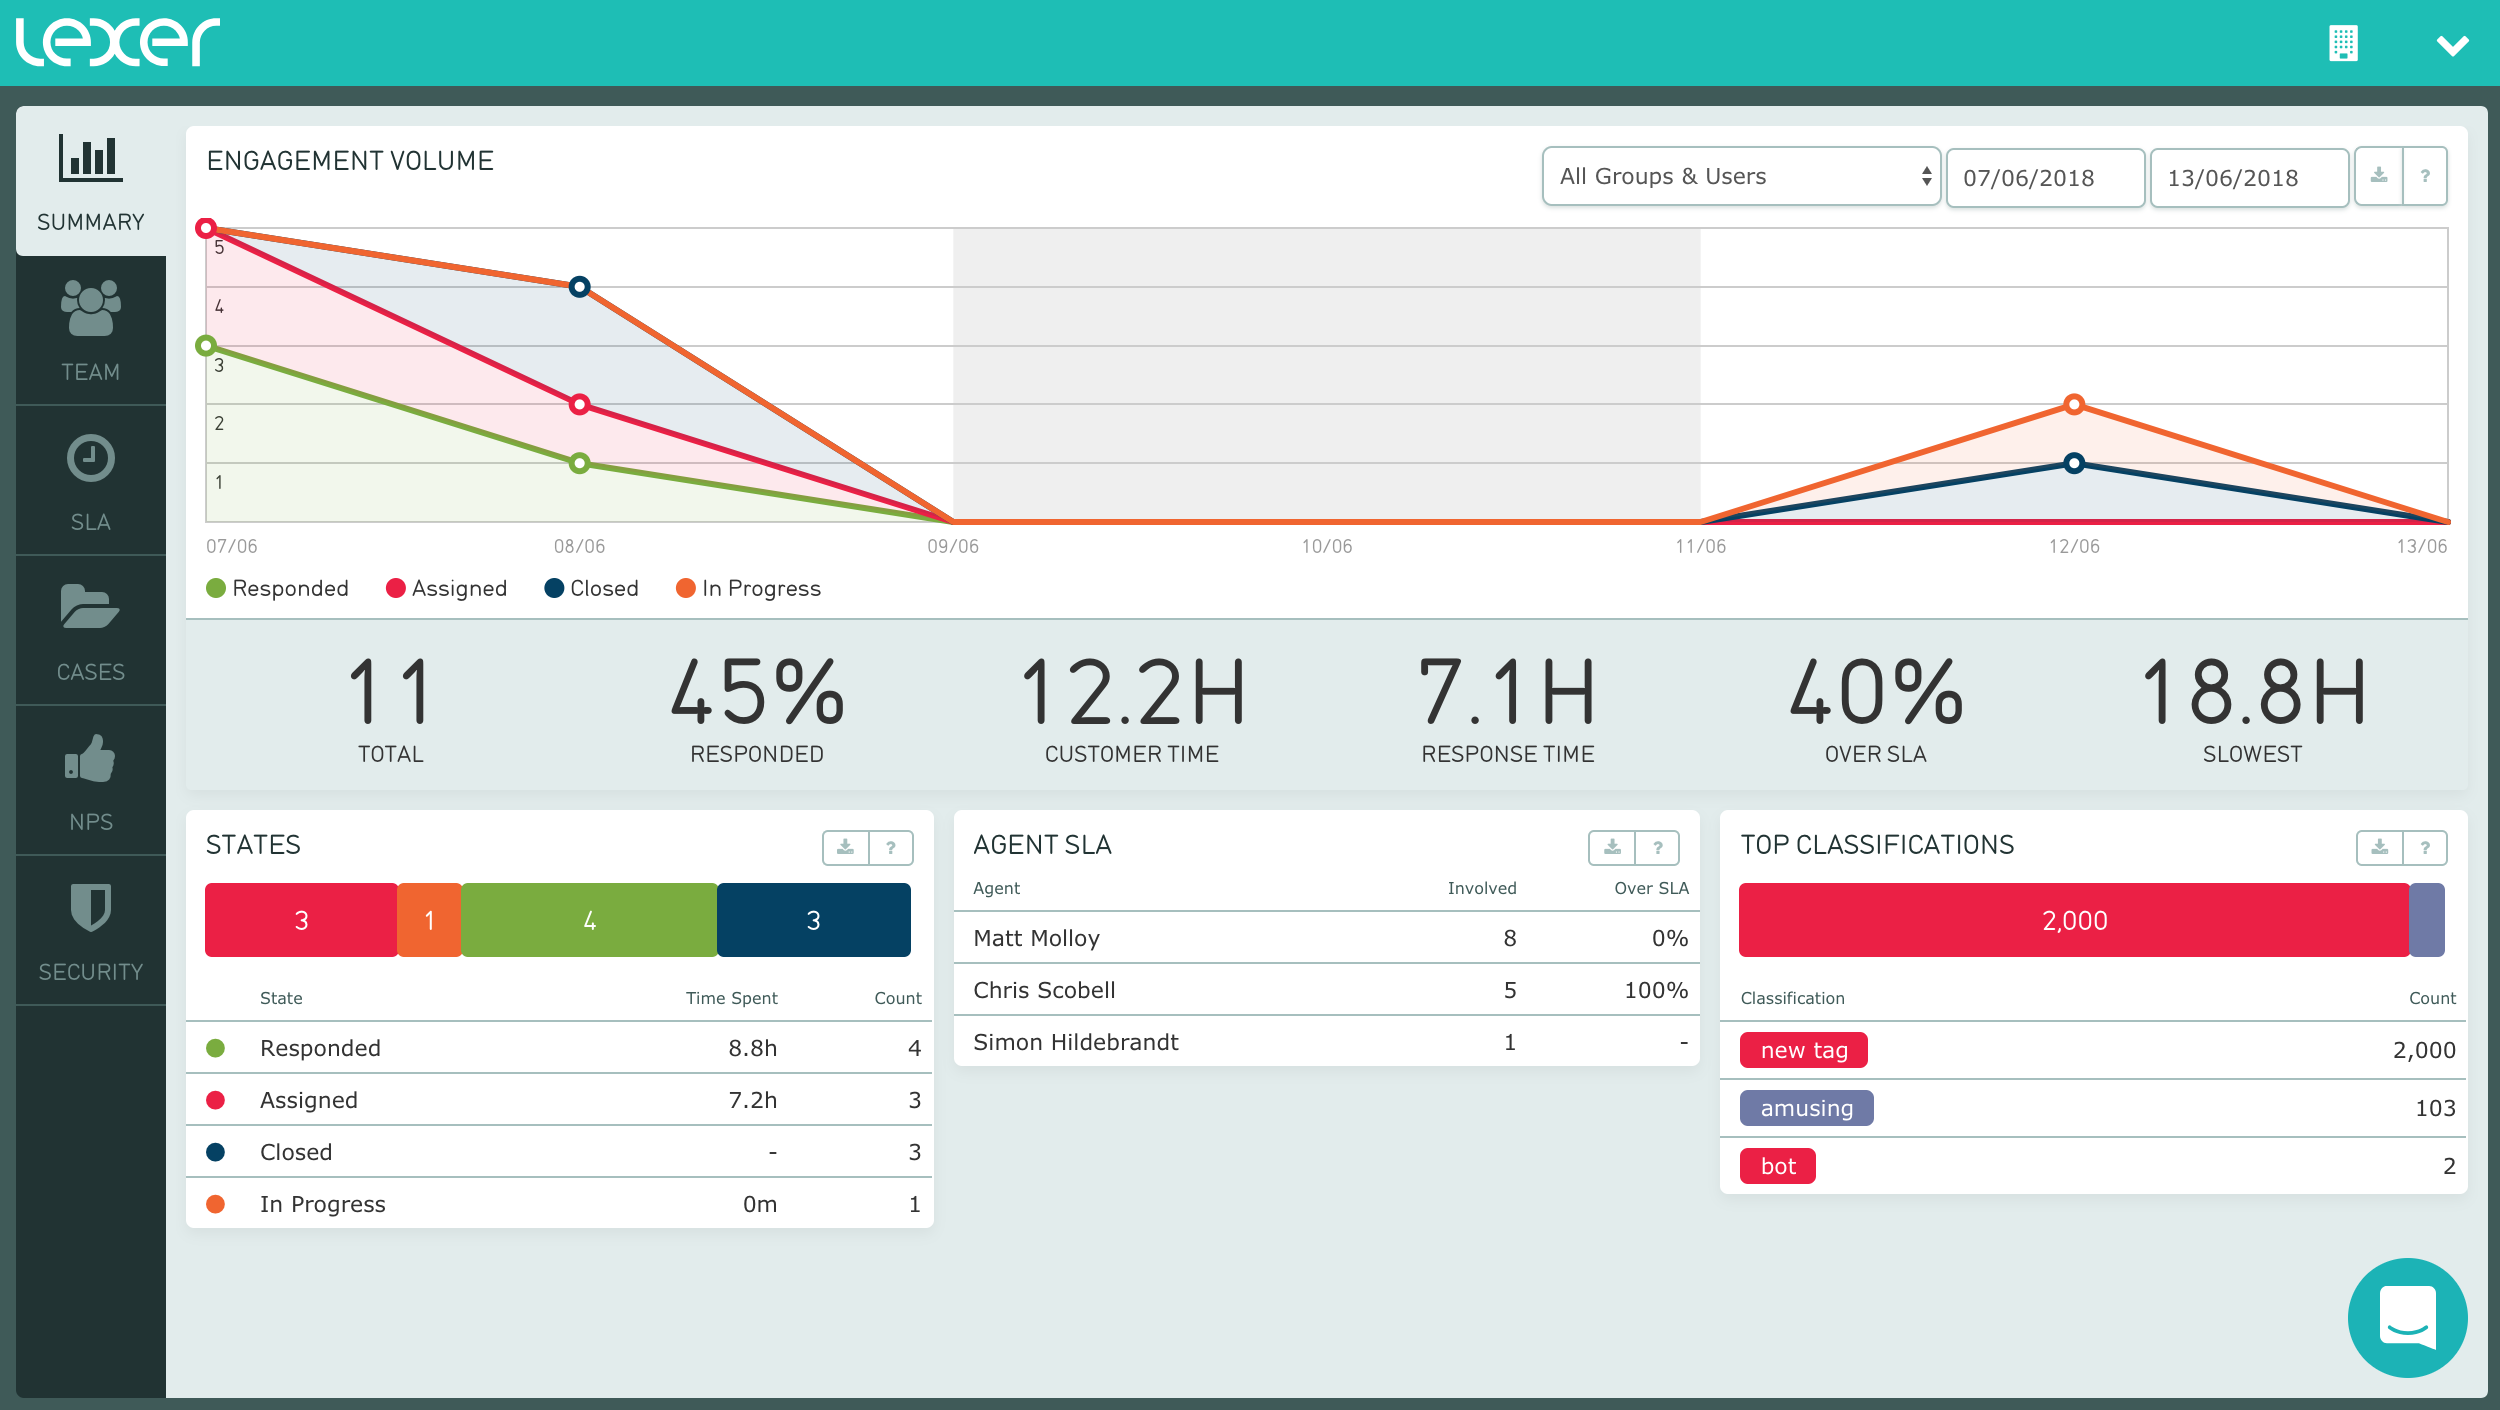 Lexer
SUMMARY
TEAM
SLA
CASES
NPS
SECURITY
ENGAGEMENT VOLUME
All Groups & Users
07/06/2018
13/06/2018
?
5
4
3
2
1
07/06 08/06 09/06 10/06 11/06 12/06 13/06
Responded Assigned Closed In Progress
11 45% 12.2H 7.1H 40% 18.8H
TOTAL RESPONDED CUSTOMER TIME RESPONSE TIME OVER SLA SLOWEST
STATES ?
3 1 4 3
State Time Spent Count
Responded 8.8h 4
Assigned 7.2h 3
Closed - 3
In Progress 0m 1
AGENT SLA ?
Agent Involved Over SLA
Matt Molloy 8 0%
Chris Scobell 5 100%
Simon Hildebrandt 1 -
TOP CLASSIFICATIONS ?
2,000
Classification Count
new tag 2,000
amusing 103
bot 2